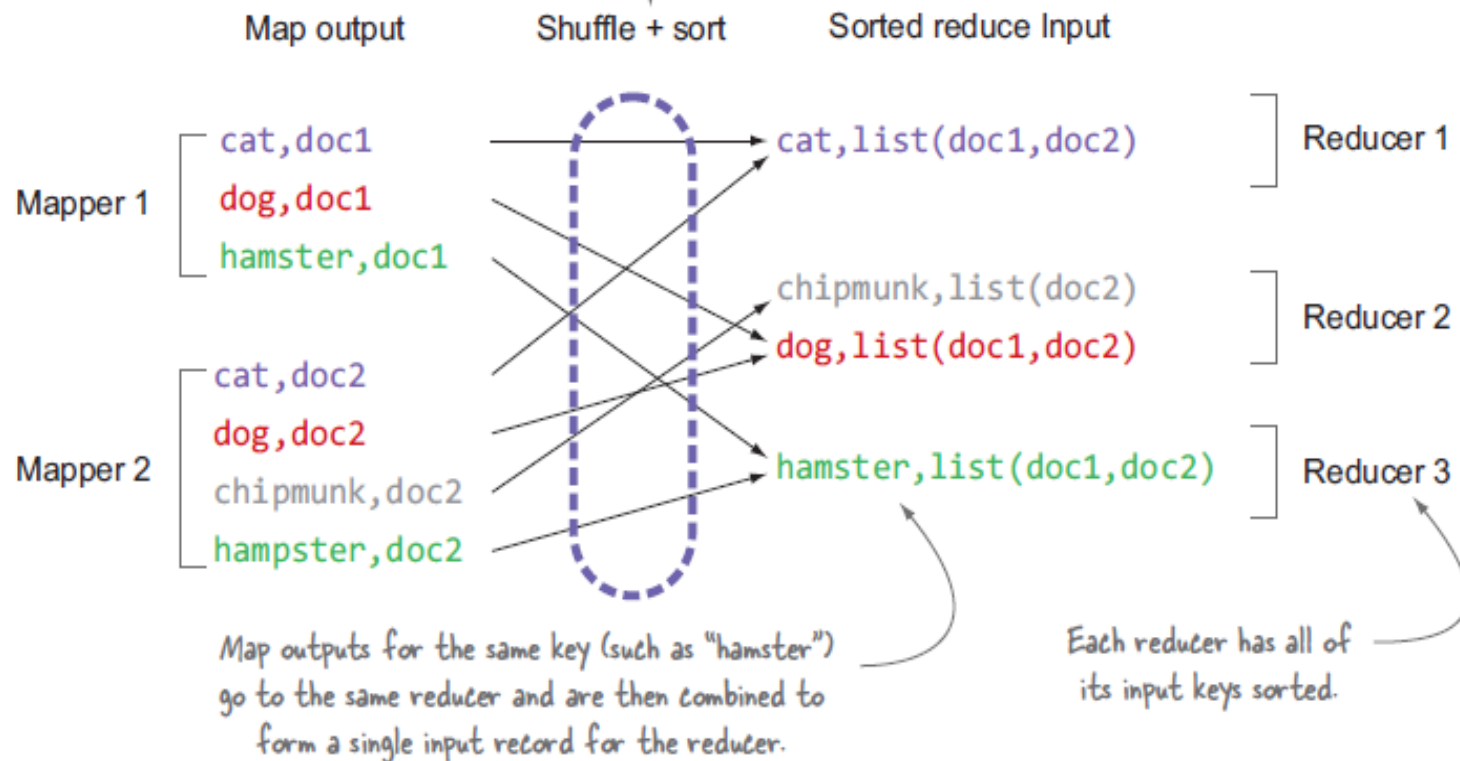 Map output
Shuffle + sort
Sorted reduce Input
Mapper 1
cat,doc1
dog,doc1
hamster,doc1
Mapper 2
cat,doc2
dog,doc2
chipmunk,doc2
hampster,doc2
cat,list(doc1,doc2)
Reducer 1
chipmunk,list(doc2)
dog,list(doc1,doc2)
Reducer 2
hamster,list(doc1,doc2)
Reducer 3
Map outputs for the same key (such as "hamster")
go to the same reducer and are then combined to
form a single input record for the reducer.
Each reducer has all of
its input keys sorted.